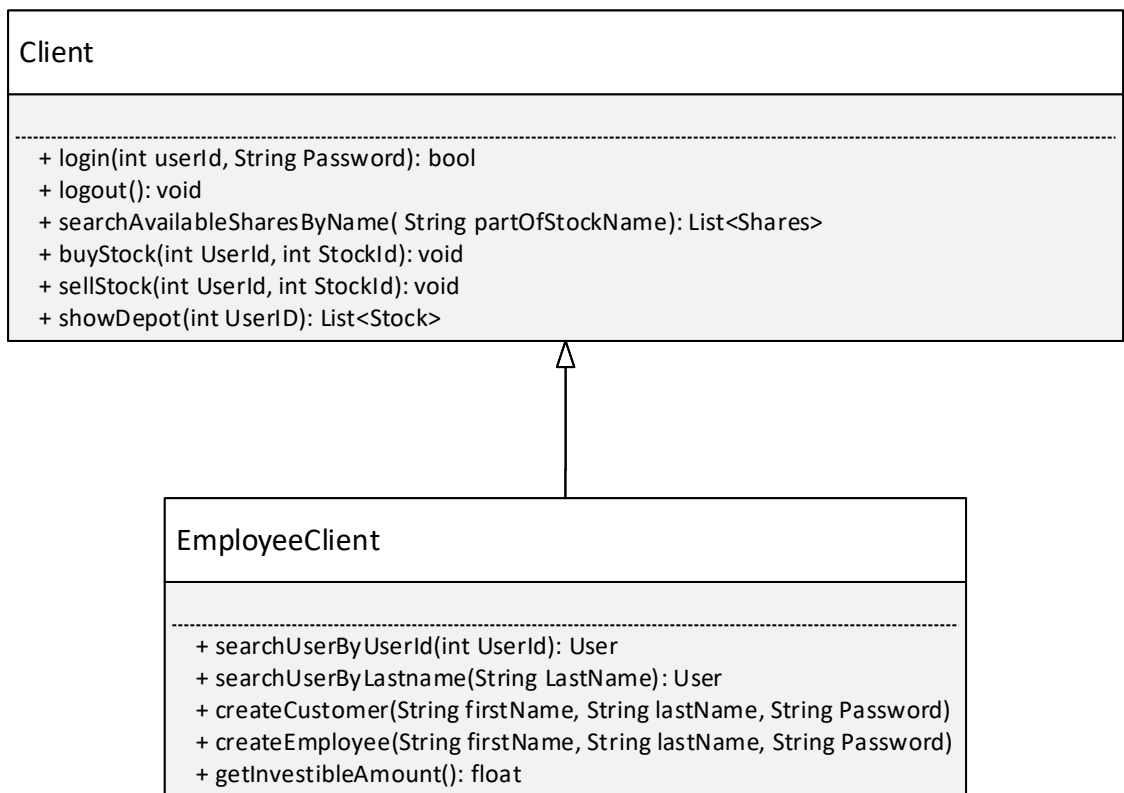 Client
+ login(int userId, String Password): bool
+ logout(): void
+ searchAvailableSharesByName( String partOfStockName): List<Shares>
+ buyStock(int UserId, int StockId): void
+ sellStock(int UserId, int StockId): void
+ showDepot(int UserID): List<Stock>
EmployeeClient
+ searchUserByUserId(int UserId): User
+ searchUserByLastname(String LastName): User
+ createCustomer(String firstName, String lastName, String Password)
+ createEmployee(String firstName, String lastName, String Password)
+ getInvestibleAmount(): float